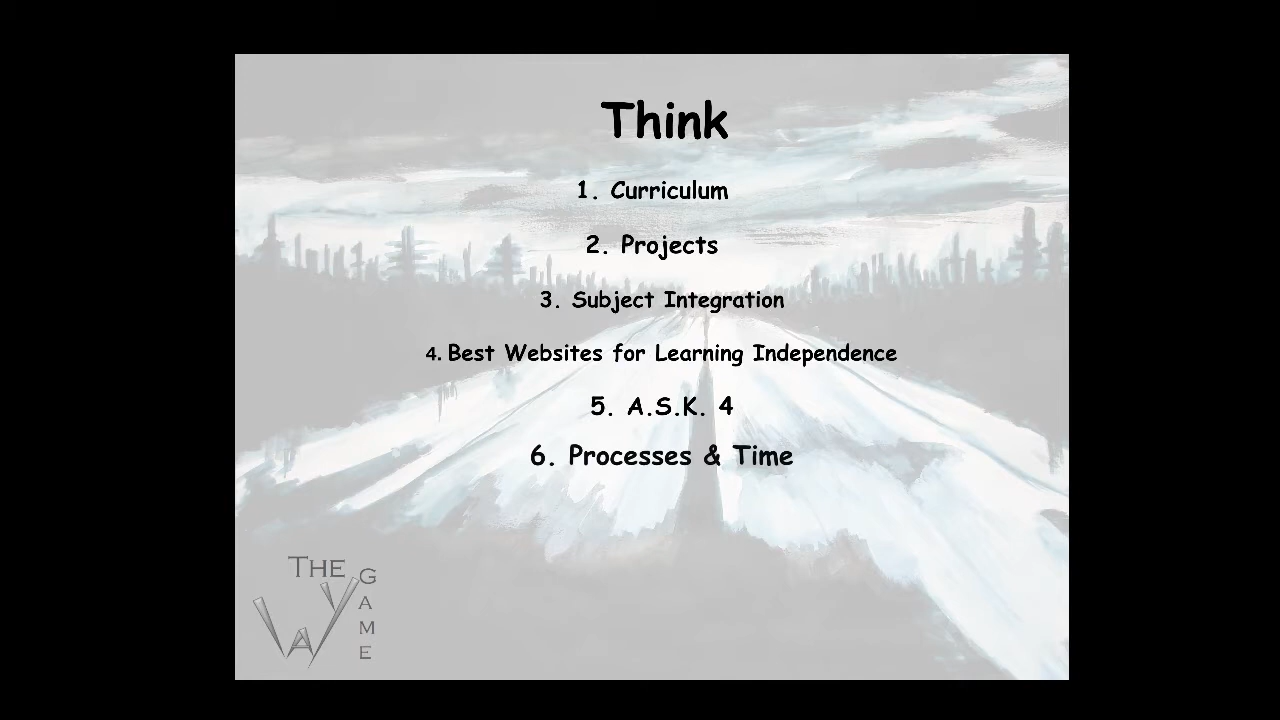 Think
1. Curriculum
2. Projects
3. Subject Integration
4. Best Websites for Learning Independence
5. A.S.K. 4
6. Processes & Time
THE
WAY
GAME